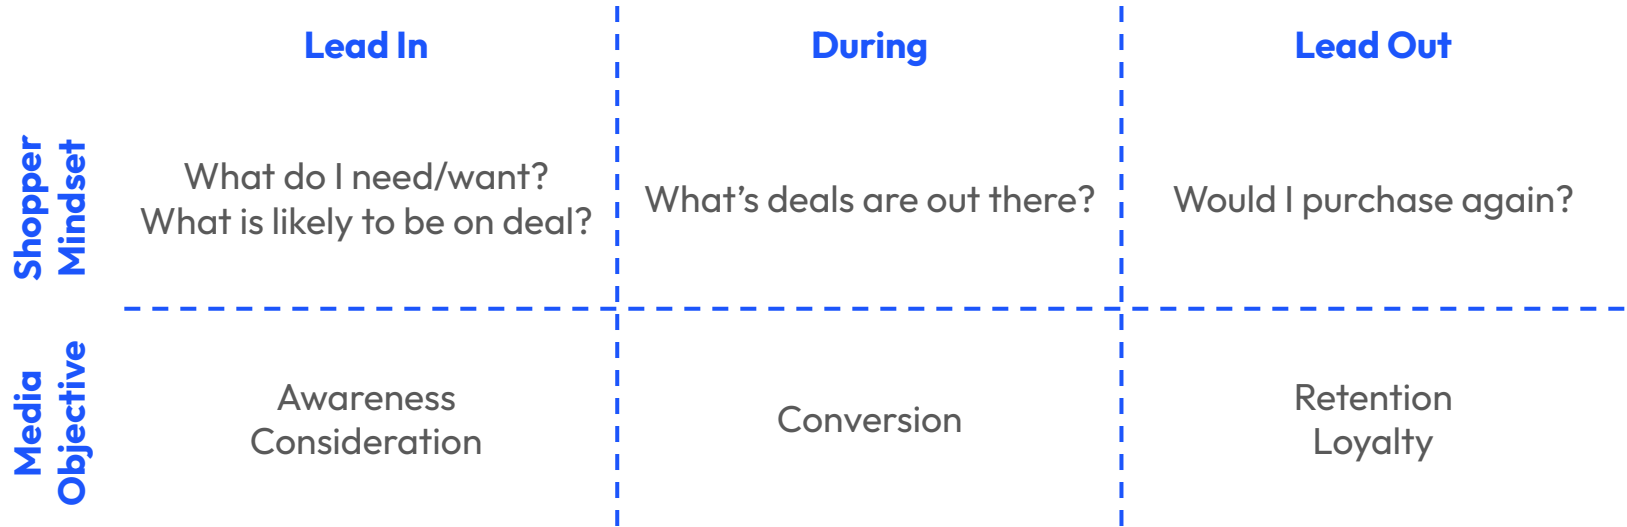 Lead In
During
Lead Out
Shopper
Mindset
What do I need/want?
What is likely to be on deal?
What’s deals are out there?
Would I purchase again?
Media
Objective
Awareness
Consideration
Conversion
Retention
Loyalty